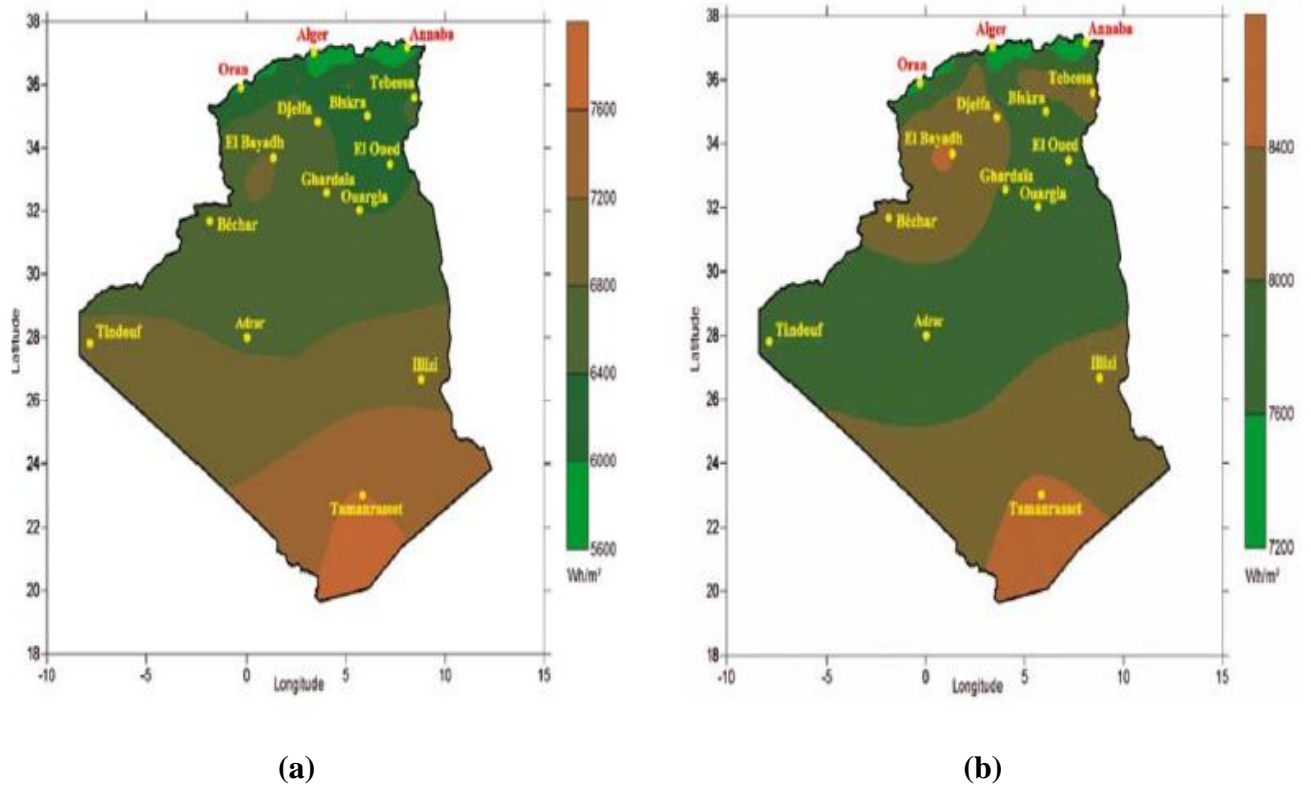 38
36
34
32
30
28
26
24
22
20
18
-10
-5
0
5
10
15
Latitude
Longitude
Alger
Annaba
Oran
Tebessa
Djelfa
Biskra
El Bayadh
El Oued
Ghardaïa
Ouargla
Béchar
Tindouf
Adrar
Illizi
Tamanrasset
7600
7200
6800
6400
6000
5600
Wh/m²
(a)
38
36
34
32
30
28
26
24
22
20
18
-10
-5
0
5
10
15
Latitude
Longitude
Alger
Annaba
Oran
Tebessa
Djelfa
Biskra
El Bayadh
El Oued
Ghardaïa
Ouargla
Béchar
Tindouf
Adrar
Illizi
Tamanrasset
8400
8000
7600
7200
Wh/m²
(b)